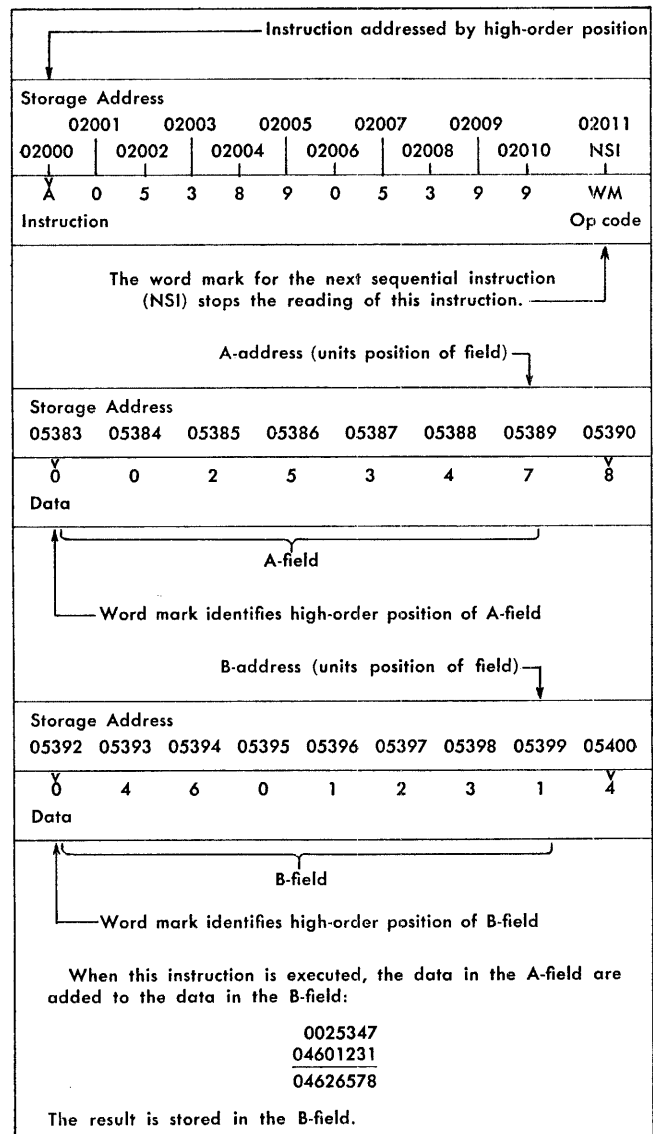 Instruction addressed by high-order position
Storage Address
02001 02003 02005 02007 02009 02011
02000 02002 02004 02006 02008 02010 NSI
A 0 5 3 8 9 0 5 3 9 9 WM
Instruction Op code
The word mark for the next sequential instruction
(NSI) stops the reading of this instruction.
A-address (units position of field)
Storage Address
05383 05384 05385 05386 05387 05388 05389 05390
0 0 2 5 3 4 7 8
Data
A-field
Word mark identifies high-order position of A-field
B-address (units position of field)
Storage Address
05392 05393 05394 05395 05396 05397 05398 05399 05400
0 4 6 0 1 2 3 1 4
Data
B-field
Word mark identifies high-order position of B-field
When this instruction is executed, the data in the A-field are
added to the data in the B-field:
0025347
04601231
04626578
The result is stored in the B-field.